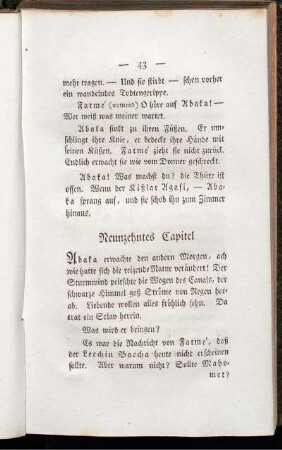 — 43 —
mehr wagen. — Und sie stirbt — schon vorher
ein wandelndes Todtengerippe.
Fatme' (weinend) O höre auf Abaka! —
Wer weiß was meiner wartet.
Abaka sinkt zu ihren Füßen. Er um-
schlingt ihre Knie, er bedeckt ihre Hände mit
seinen Küssen. Fatme' zieht sie nicht zurück.
Endlich erwacht sie wie vom Donner geschreckt.
Abaka! Was machst du? die Thüre ist
offen. Wenn der Kislar Agasi, — Aba-
ka sprang auf, und sie schob ihn zum Zimmer
hinaus.
Neunzehntes Capitel
Abaka erwachte den andern Morgen, ach
wie hatte sich die reizende Natur verändert! Der
Sturmwind peitschte die Wogen des Canals, der
schwarze Himmel goß Ströme von Regen her-
ab. Liebende wollen alles fröhlich sehn. Da
trat ein Sclav herein.
Was wird er bringen?
Es war die Nachricht von Fatme', daß
der Lecchin Baccha heute nicht erscheinen
sollte. Aber warum nicht? Sollte Maho-
met?